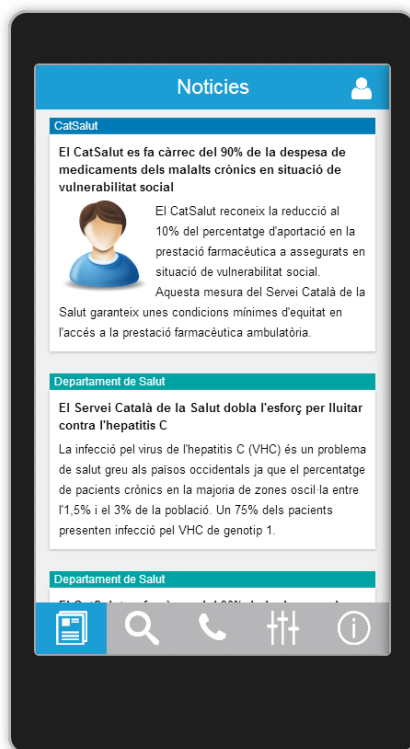 Noticies
CatSalut
El CatSalut es fa càrrec del 90% de la despesa de
medicaments dels malalts crònics en situació de
vulnerabilitat social
El CatSalut reconeix la reducció al
10% del percentatge d'aportació en la
prestació farmacèutica a assegurats en
situació de vulnerabilitat social.
Aquesta mesura del Servei Català de la
Salut garanteix unes condicions mínimes d'equitat en
l'accés a la prestació farmacèutica ambulatòria.
Departament de Salut
El Servei Català de la Salut dobla l'esforç per lluitar
contra l'hepatitis C
La infecció pel virus de l'hepatitis C (VHC) és un problema
de salut greu als països occidentals ja que el percentatge
de pacients crònics en la majoria de zones oscil·la entre
l'1,5% i el 3% de la població. Un 75% dels pacients
presenten infecció pel VHC de genotip 1.
Departament de Salut